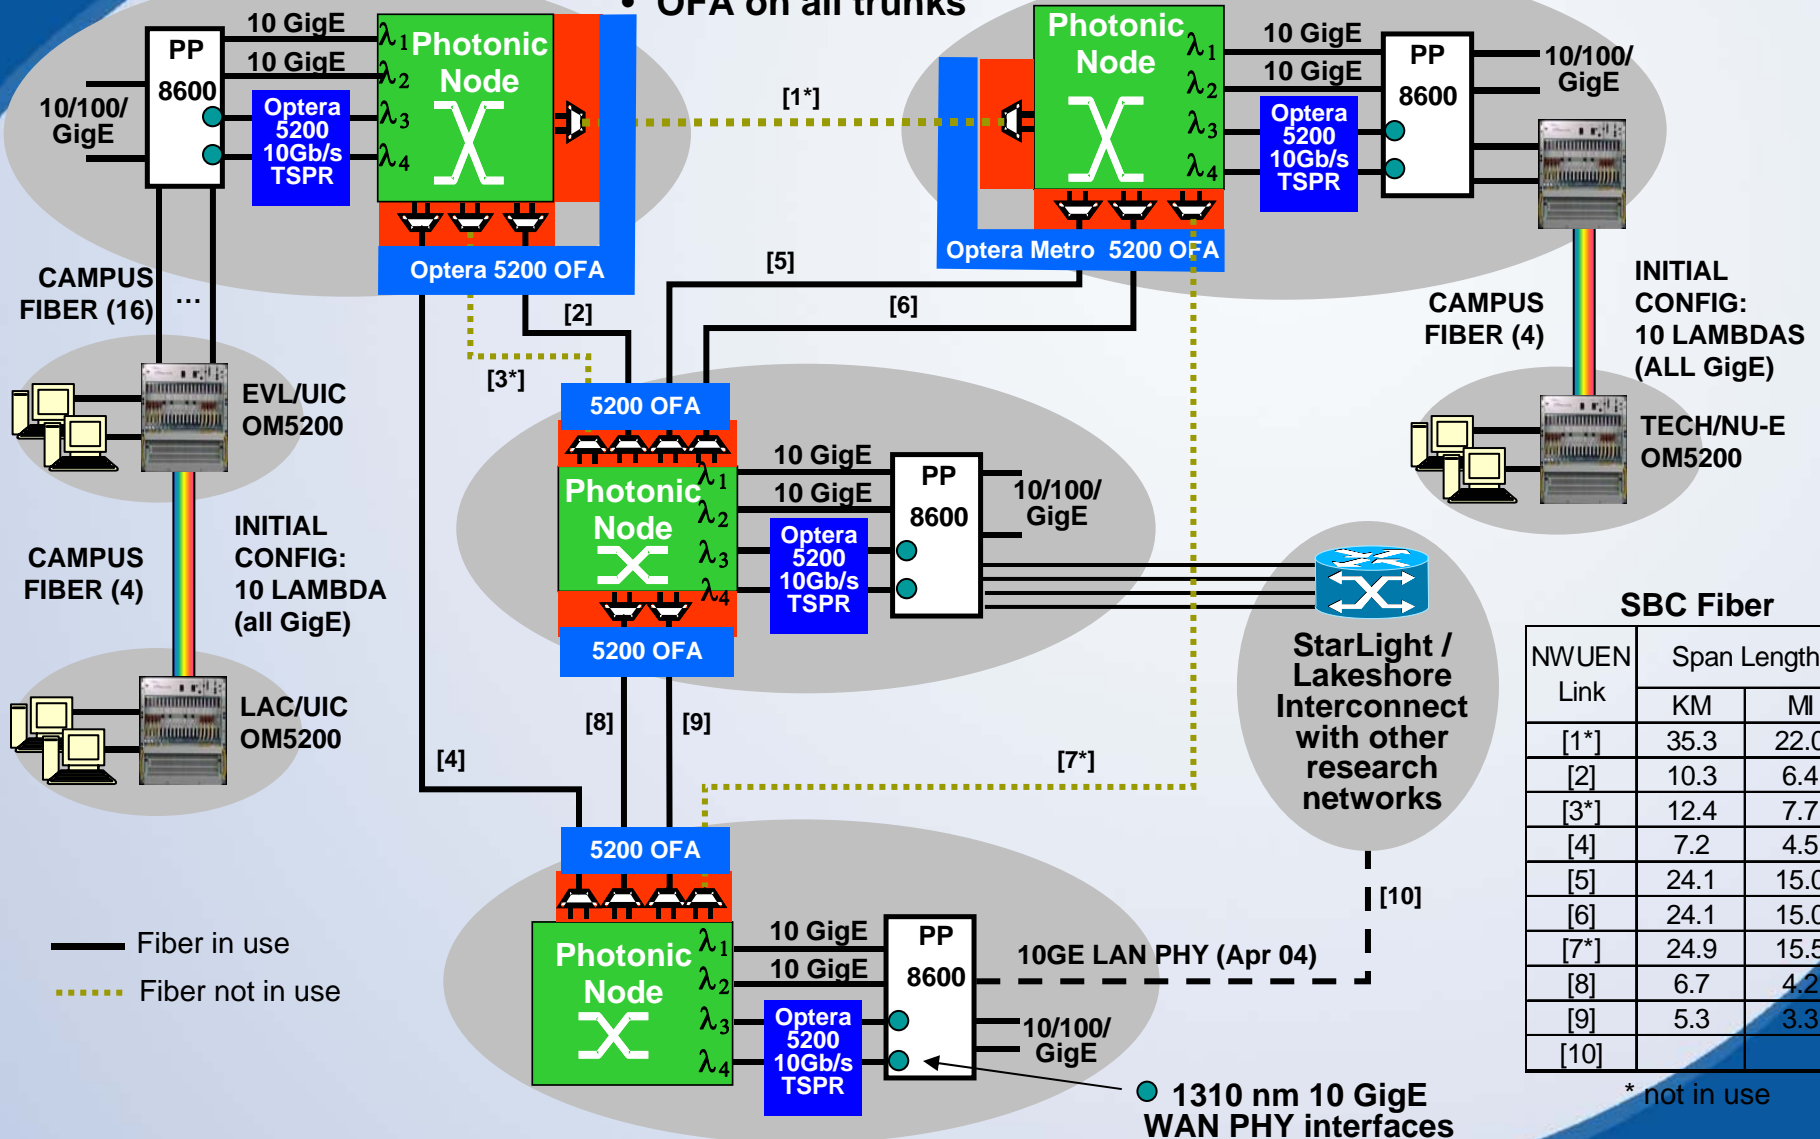 • OFA on all trunks
10 GigE
10 GigE
PP
8600
10/100/
GigE
Optera
5200
10Gb/s
TSPR
λ1
λ2
λ3
λ4
Photonic
Node
Optera 5200 OFA
[1*]
Photonic
Node
λ1
λ2
λ3
λ4
10 GigE
10 GigE
Optera
5200
10Gb/s
TSPR
PP
8600
10/100/
GigE
Optera Metro 5200 OFA
CAMPUS
FIBER (16)
...
[2]
[3*]
[5]
[6]
CAMPUS
FIBER (4)
INITIAL
CONFIG:
10 LAMBDAS
(ALL GigE)
EVL/UIC
OM5200
TECH/NU-E
OM5200
5200 OFA
Photonic
Node
λ1
λ2
λ3
λ4
10 GigE
10 GigE
Optera
5200
10Gb/s
TSPR
PP
8600
10/100/
GigE
5200 OFA
CAMPUS
FIBER (4)
INITIAL
CONFIG:
10 LAMBDA
(all GigE)
LAC/UIC
OM5200
StarLight /
Lakeshore
Interconnect
with other
research
networks
[8]
[9]
[4]
[7*]
[10]
5200 OFA
Photonic
Node
λ1
λ2
λ3
λ4
10 GigE
10 GigE
Optera
5200
10Gb/s
TSPR
PP
8600
10GE LAN PHY (Apr 04)
10/100/
GigE
1310 nm 10 GigE
WAN PHY interfaces
Fiber in use
Fiber not in use
SBC Fiber
NWUEN Link Span Length
KM MI
[1*] 35.3 22.0
[2] 10.3 6.4
[3*] 12.4 7.7
[4] 7.2 4.5
[5] 24.1 15.0
[6] 24.1 15.0
[7*] 24.9 15.5
[8] 6.7 4.2
[9] 5.3 3.3
[10]
* not in use